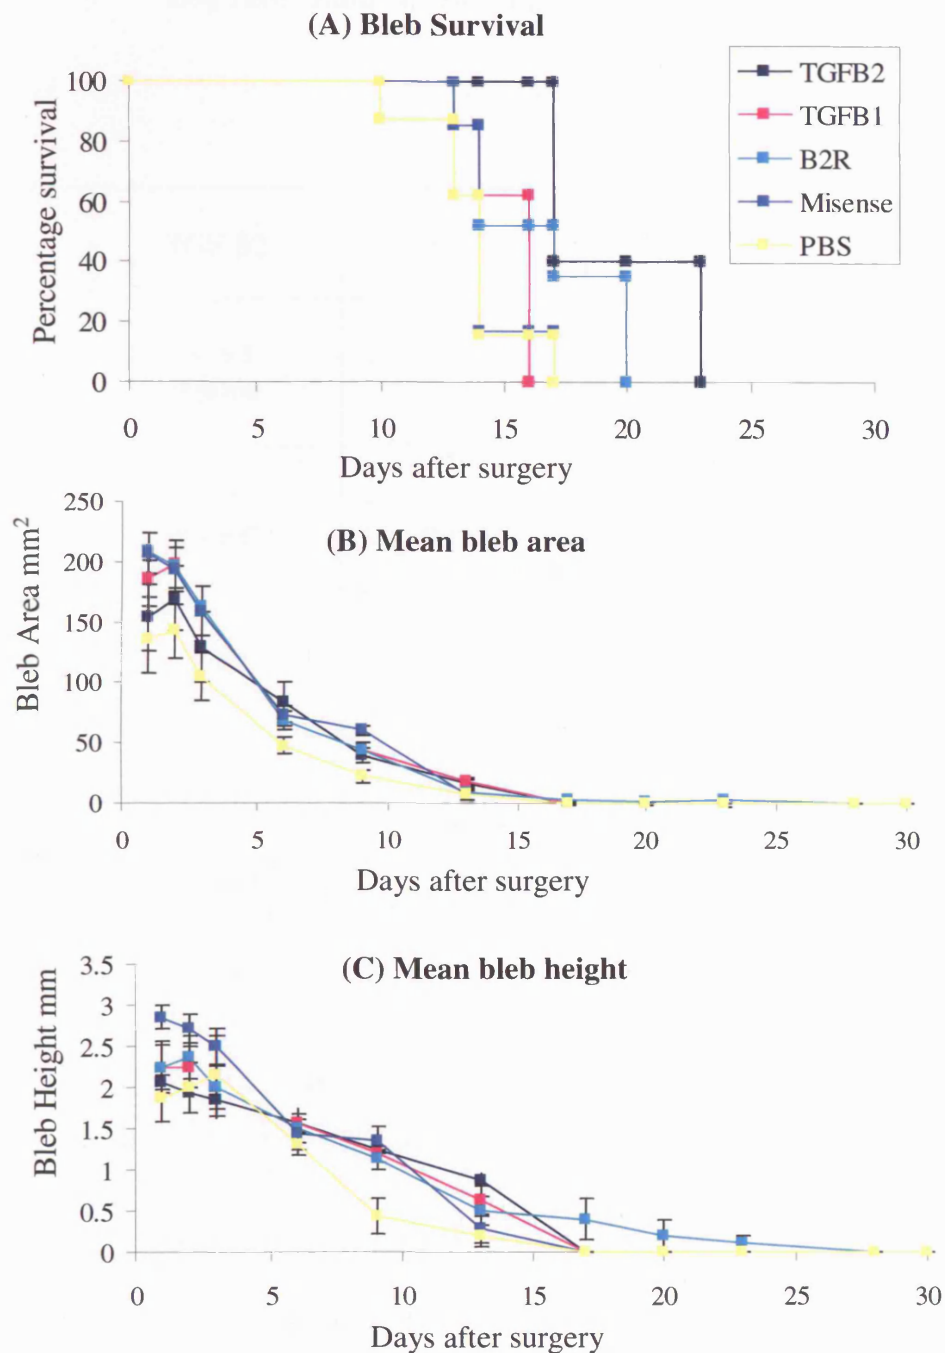 (A) Bleb Survival
Percentage survival
100
80
60
40
20
0
0 5 10 15 20 25 30
Days after surgery
TGFB2
TGFB1
B2R
Misense
PBS
(B) Mean bleb area
Bleb Area mm²
250
200
150
100
50
0
0 5 10 15 20 25 30
Days after surgery
(C) Mean bleb height
Bleb Height mm
3.5
3
2.5
2
1.5
1
0.5
0
0 5 10 15 20 25 30
Days after surgery